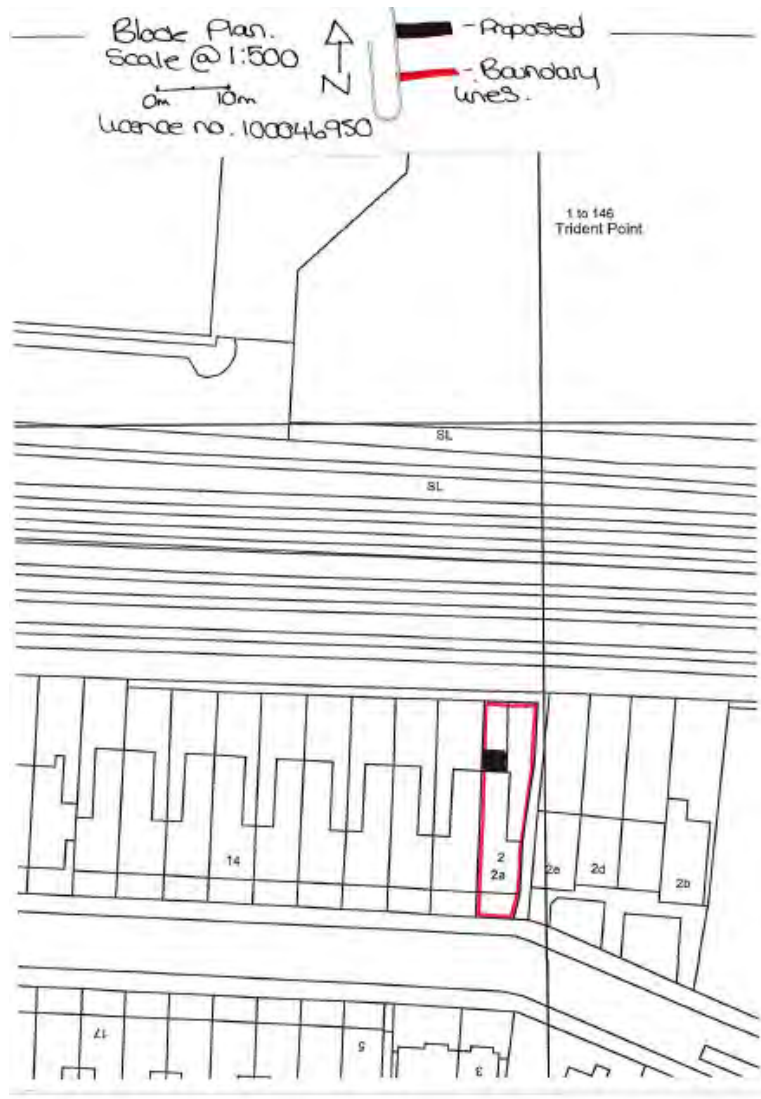 Block Plan.
Scale @ 1:500
0m 10m
Licence no. 100046950
N
- Proposed
- Boundary
lines.
1 to 146
Trident Point
SL
SL
14
2
2a
2e
2d
2b
17
5
3